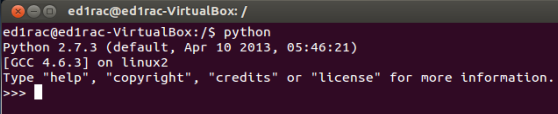 ed1rac@ed1rac-VirtualBox: /
ed1rac@ed1rac-VirtualBox:/$ python
Python 2.7.3 (default, Apr 10 2013, 05:46:21)
[GCC 4.6.3] on linux2
Type "help", "copyright", "credits" or "license" for more information.
>>>